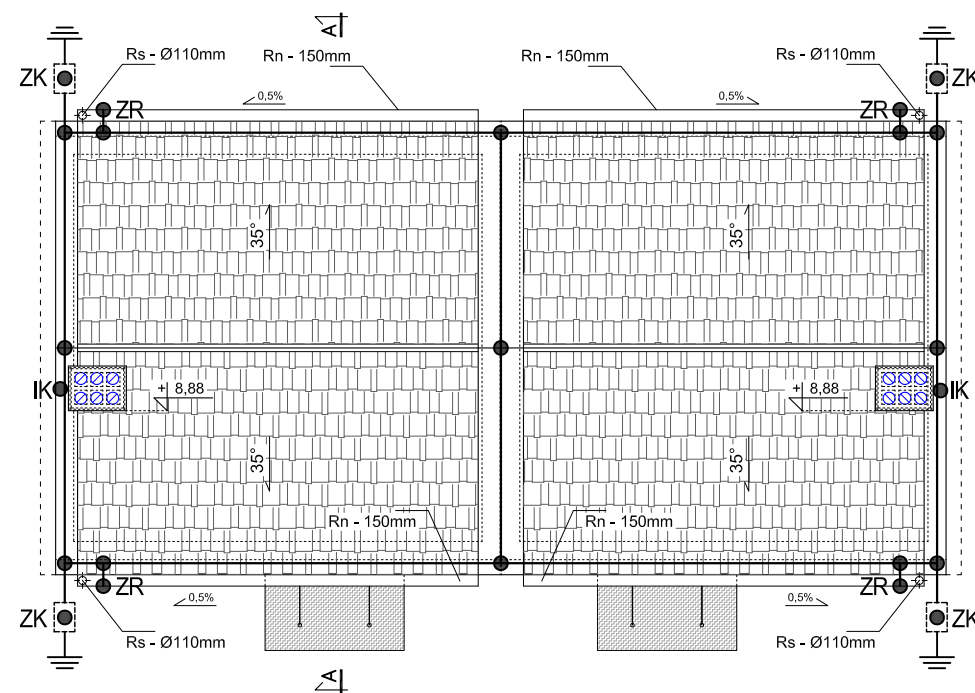 A
Rs - Ø110mm
Rn - 150mm
Rn - 150mm
Rs - Ø110mm
ZK
ZK
0,5%
0,5%
ZR
ZR
35°
35°
IK
+ 8,88
+ 8,88
IK
35°
35°
Rn - 150mm
Rn - 150mm
ZR
ZR
0,5%
0,5%
ZK
ZK
Rs - Ø110mm
Rs - Ø110mm
A